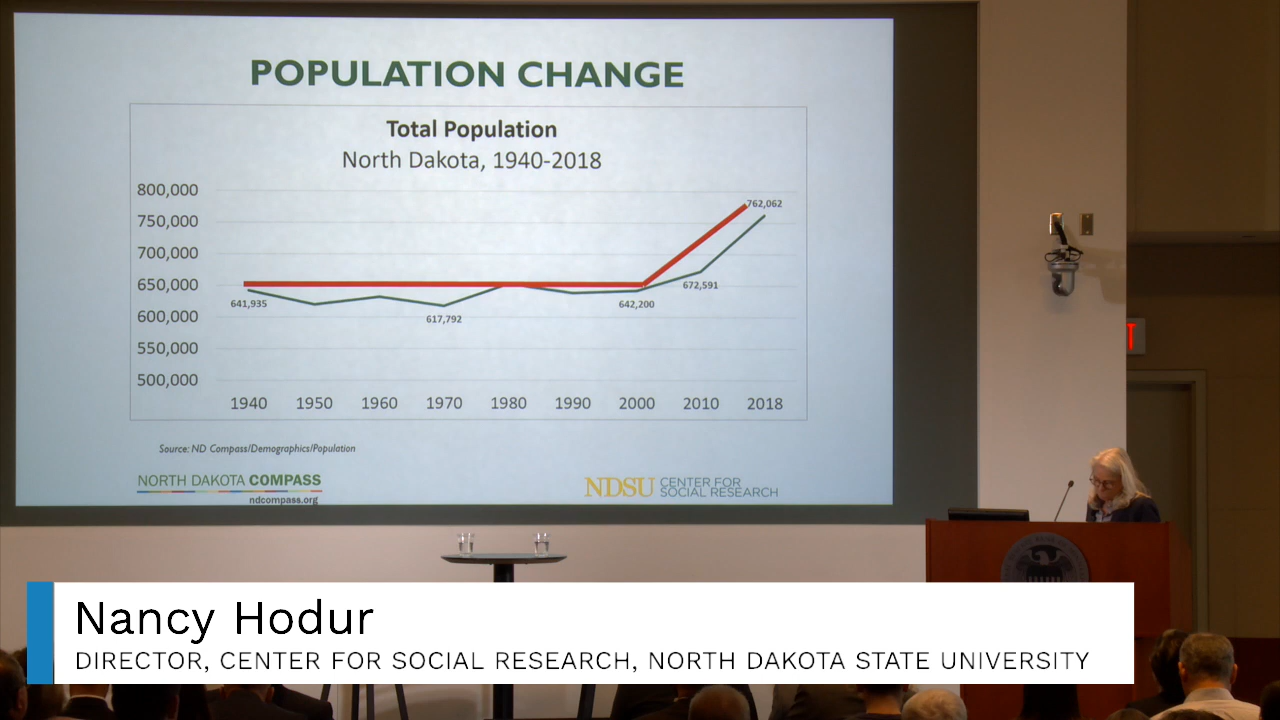 POPULATION CHANGE
Total Population
North Dakota, 1940-2018
800,000
750,000
700,000
650,000
600,000
550,000
500,000
762,062
672,591
641,935
642,200
617,792
1940 1950 1960 1970 1980 1990 2000 2010 2018
Source: ND Compass/Demographics/Population
NORTH DAKOTA COMPASS
ndcompass.org
NDSU CENTER FOR
SOCIAL RESEARCH
Nancy Hodur
DIRECTOR, CENTER FOR SOCIAL RESEARCH, NORTH DAKOTA STATE UNIVERSITY